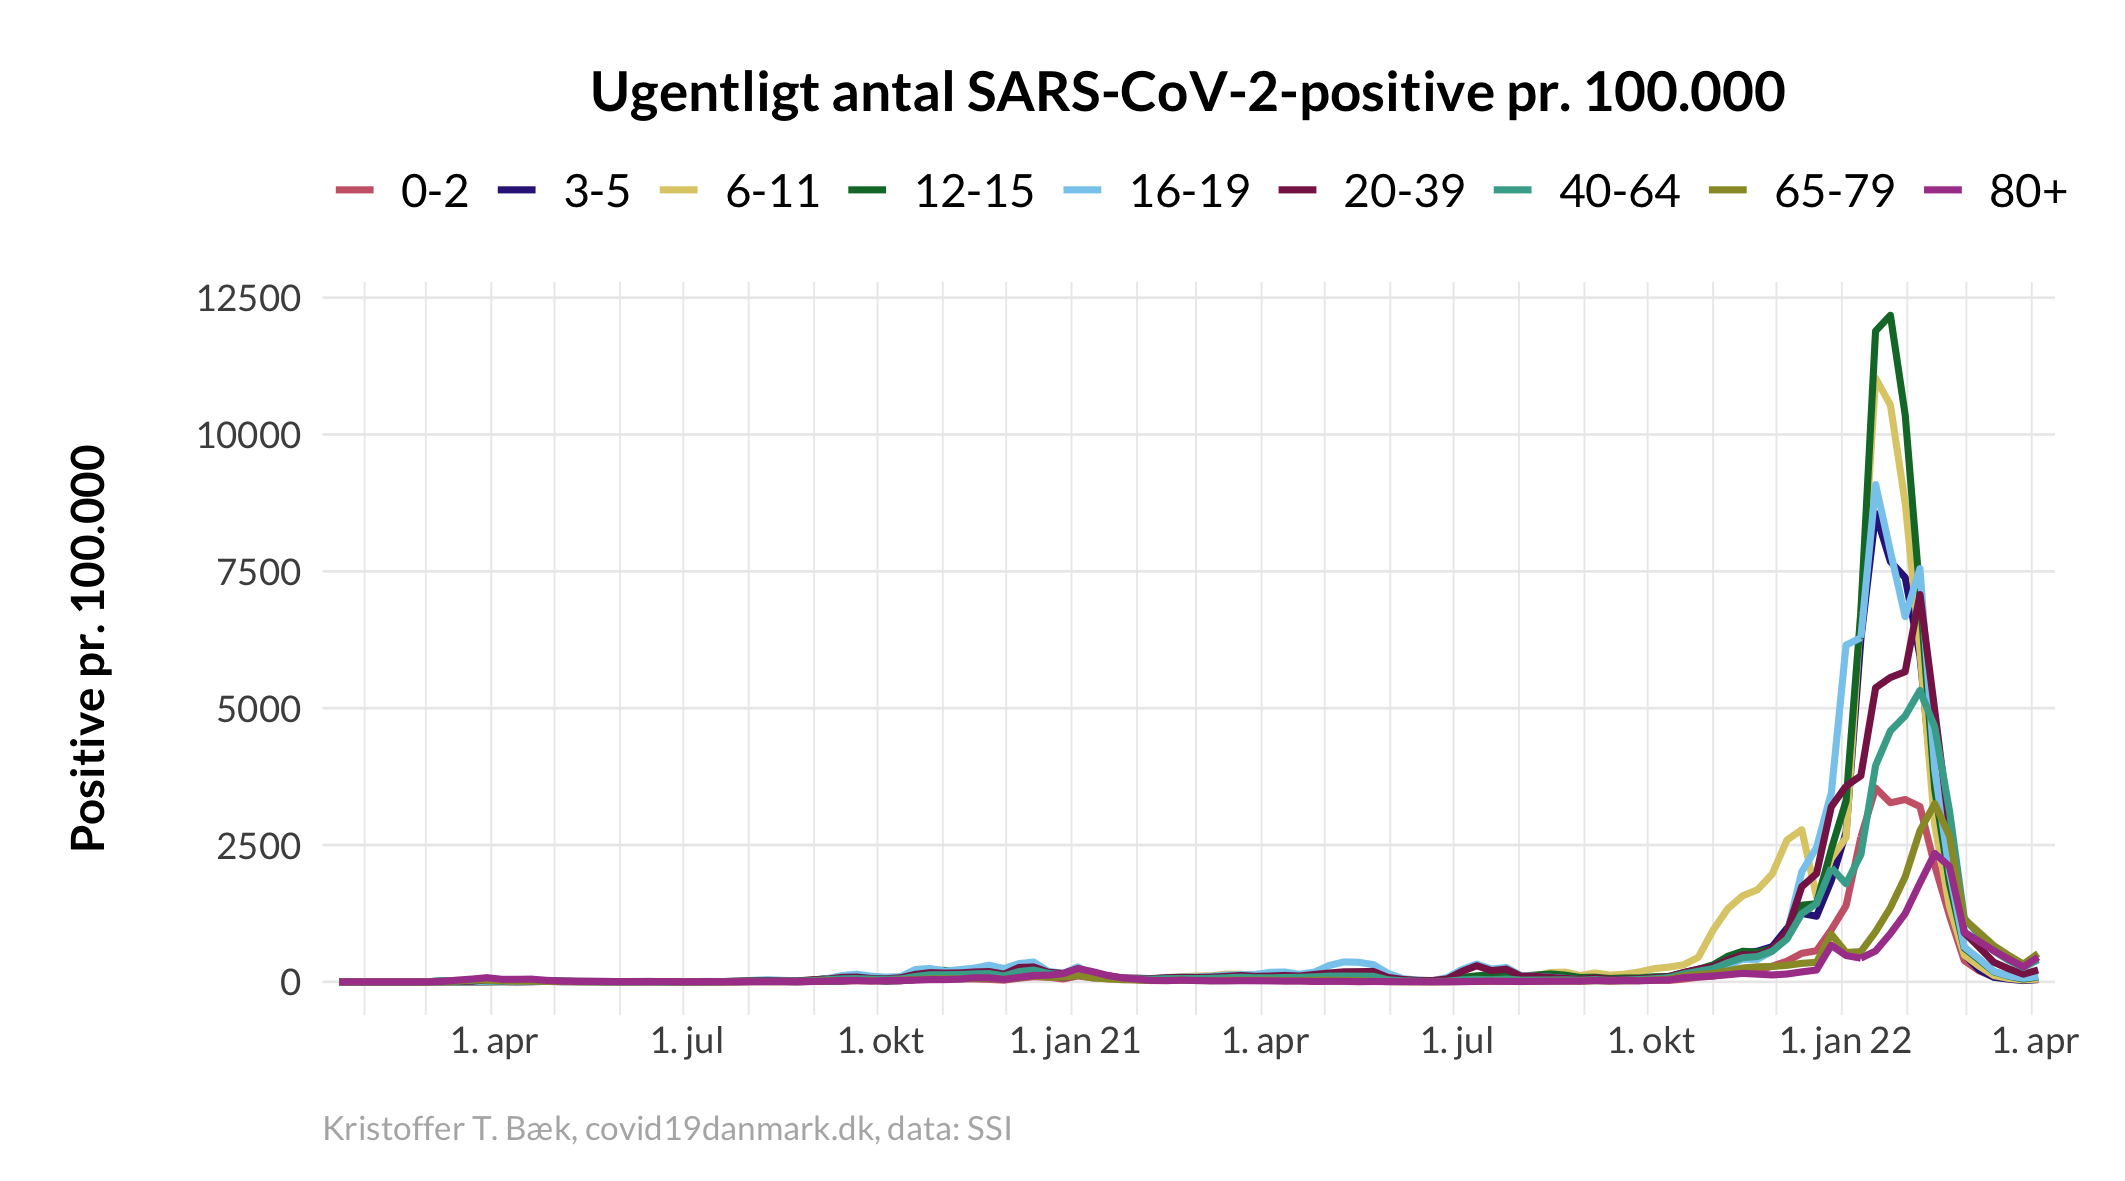 Ugentligt antal SARS-CoV-2-positive pr. 100.000
0-2 3-5 6-11 12-15 16-19 20-39 40-64 65-79 80+
Positive pr. 100.000
12500
10000
7500
5000
2500
0
1. apr 1. jul 1. okt 1. jan 21 1. apr 1. jul 1. okt 1. jan 22 1. apr
Kristoffer T. Bæk, covid19danmark.dk, data: SSI